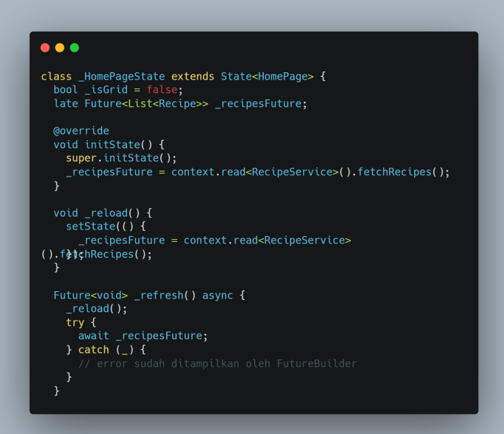 class _HomePageState extends State<HomePage> {
  bool _isGrid = false;
  late Future<List<Recipe>> _recipesFuture;

  @override
  void initState() {
    super.initState();
    _recipesFuture = context.read<RecipeService>().fetchRecipes();
  }

  void _reload() {
    setState(() {
      _recipesFuture = context.read<RecipeService>
().fetchRecipes();
    });
  }

  Future<void> _refresh() async {
    _reload();
    try {
      await _recipesFuture;
    } catch (_) {
      // error sudah ditampilkan oleh FutureBuilder
    }
  }